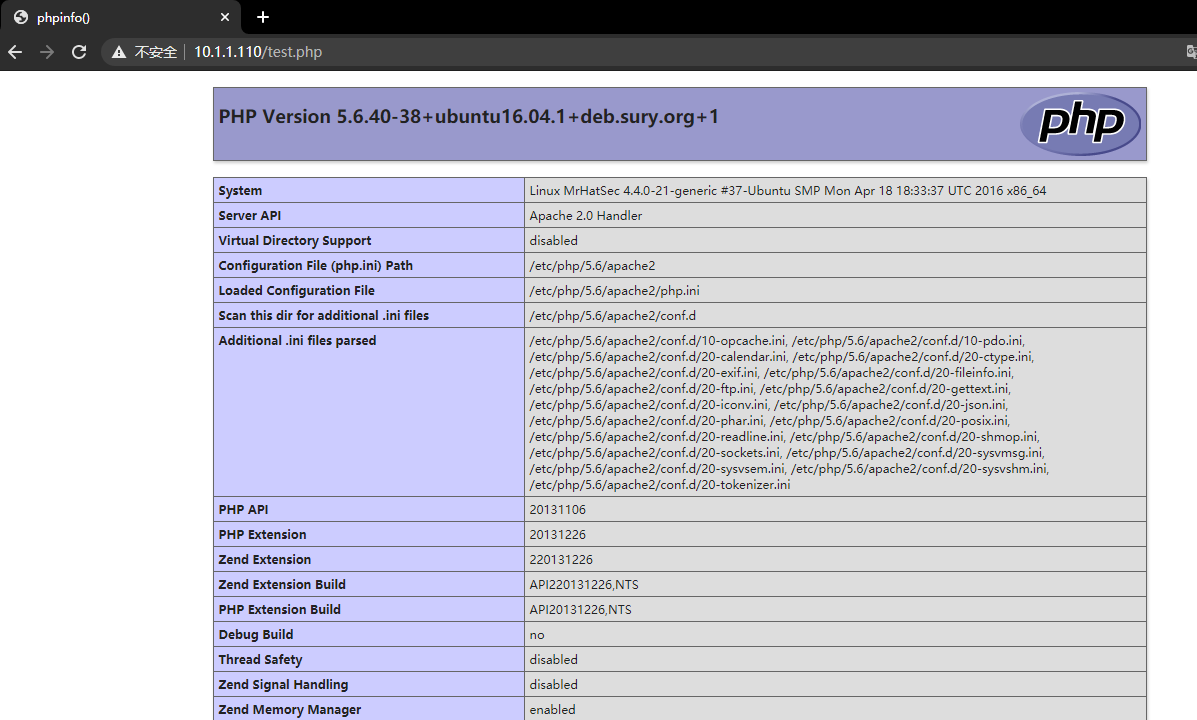 phpinfo()
不安全 10.1.1.110/test.php
PHP Version 5.6.40-38+ubuntu16.04.1+deb.sury.org+1
php
System Linux MrHatSec 4.4.0-21-generic #37-Ubuntu SMP Mon Apr 18 18:33:37 UTC 2016 x86_64
Server API Apache 2.0 Handler
Virtual Directory Support disabled
Configuration File (php.ini) Path /etc/php/5.6/apache2
Loaded Configuration File /etc/php/5.6/apache2/php.ini
Scan this dir for additional .ini files /etc/php/5.6/apache2/conf.d
Additional .ini files parsed /etc/php/5.6/apache2/conf.d/10-opcache.ini, /etc/php/5.6/apache2/conf.d/10-pdo.ini,
/etc/php/5.6/apache2/conf.d/20-calendar.ini, /etc/php/5.6/apache2/conf.d/20-ctype.ini,
/etc/php/5.6/apache2/conf.d/20-exif.ini, /etc/php/5.6/apache2/conf.d/20-fileinfo.ini,
/etc/php/5.6/apache2/conf.d/20-ftp.ini, /etc/php/5.6/apache2/conf.d/20-gettext.ini,
/etc/php/5.6/apache2/conf.d/20-iconv.ini, /etc/php/5.6/apache2/conf.d/20-json.ini,
/etc/php/5.6/apache2/conf.d/20-phar.ini, /etc/php/5.6/apache2/conf.d/20-posix.ini,
/etc/php/5.6/apache2/conf.d/20-readline.ini, /etc/php/5.6/apache2/conf.d/20-shmop.ini,
/etc/php/5.6/apache2/conf.d/20-sockets.ini, /etc/php/5.6/apache2/conf.d/20-sysvmsg.ini,
/etc/php/5.6/apache2/conf.d/20-sysvsem.ini, /etc/php/5.6/apache2/conf.d/20-sysvshm.ini,
/etc/php/5.6/apache2/conf.d/20-tokenizer.ini
PHP API 20131106
PHP Extension 20131226
Zend Extension 220131226
Zend Extension Build API220131226,NTS
PHP Extension Build API20131226,NTS
Debug Build no
Thread Safety disabled
Zend Signal Handling disabled
Zend Memory Manager enabled